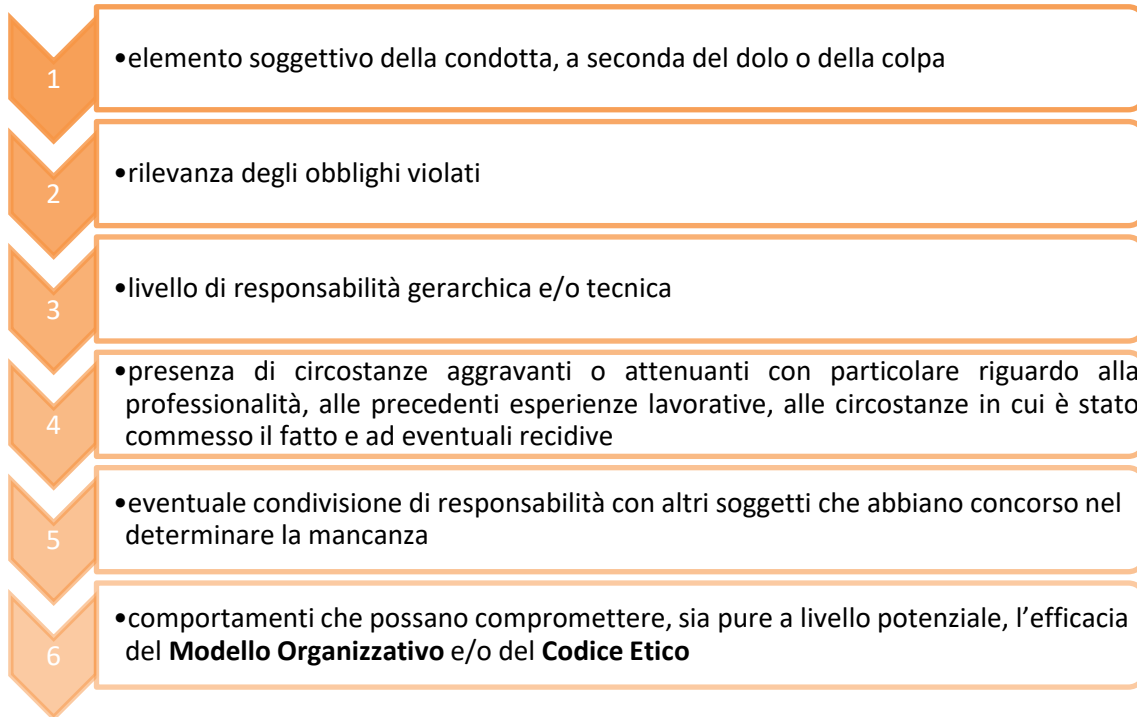 1
•elemento soggettivo della condotta, a seconda del dolo o della colpa
2
•rilevanza degli obblighi violati
3
•livello di responsabilità gerarchica e/o tecnica
4
•presenza di circostanze aggravanti o attenuanti con particolare riguardo alla
professionalità, alle precedenti esperienze lavorative, alle circostanze in cui è stato
commesso il fatto e ad eventuali recidive
5
•eventuale condivisione di responsabilità con altri soggetti che abbiano concorso nel
determinare la mancanza
6
•comportamenti che possano compromettere, sia pure a livello potenziale, l’efficacia
del Modello Organizzativo e/o del Codice Etico